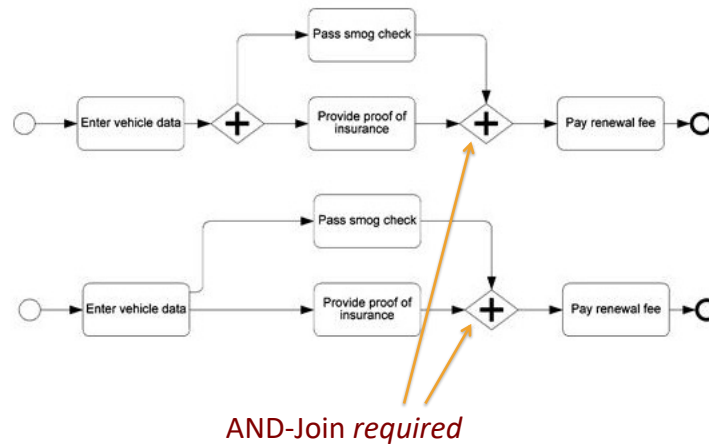 Pass smog check
Enter vehicle data
Provide proof of
insurance
Pay renewal fee
Pass smog check
Enter vehicle data
Provide proof of
insurance
Pay renewal fee
AND-Join required